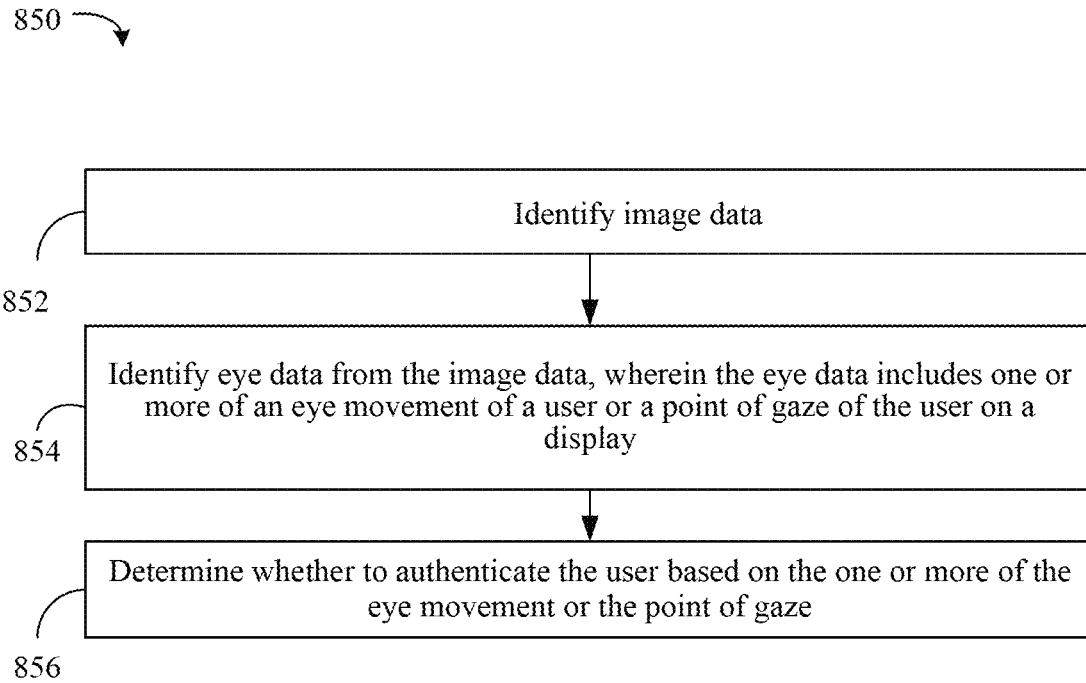 850
Identify image data
852
Identify eye data from the image data, wherein the eye data includes one or
more of an eye movement of a user or a point of gaze of the user on a
display
854
Determine whether to authenticate the user based on the one or more of the
eye movement or the point of gaze
856